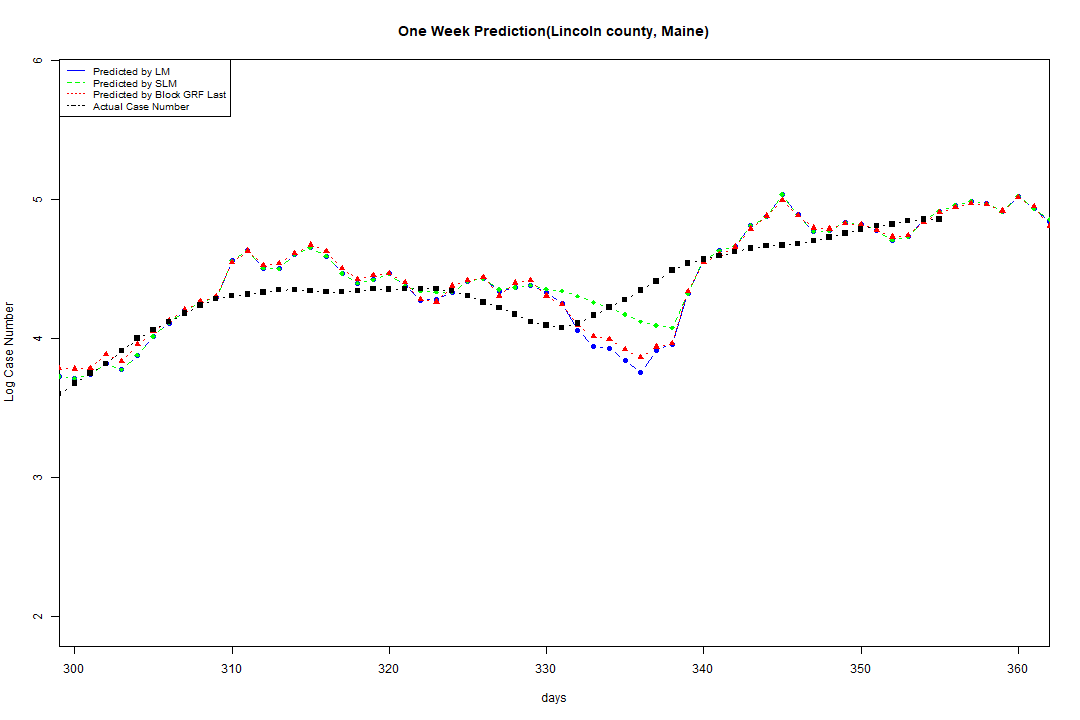 One Week Prediction(Lincoln county, Maine)
Predicted by LM
Predicted by SLM
Predicted by Block GRF Last
Actual Case Number
6
5
4
3
2
Log Case Number
300 310 320 330 340 350 360
days